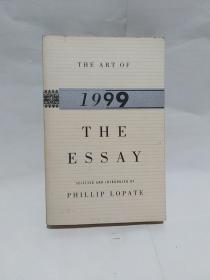 THE ART OF
1999
THE
ESSAY
SELECTED AND INTRODUCED BY
PHILLIP LOPATE